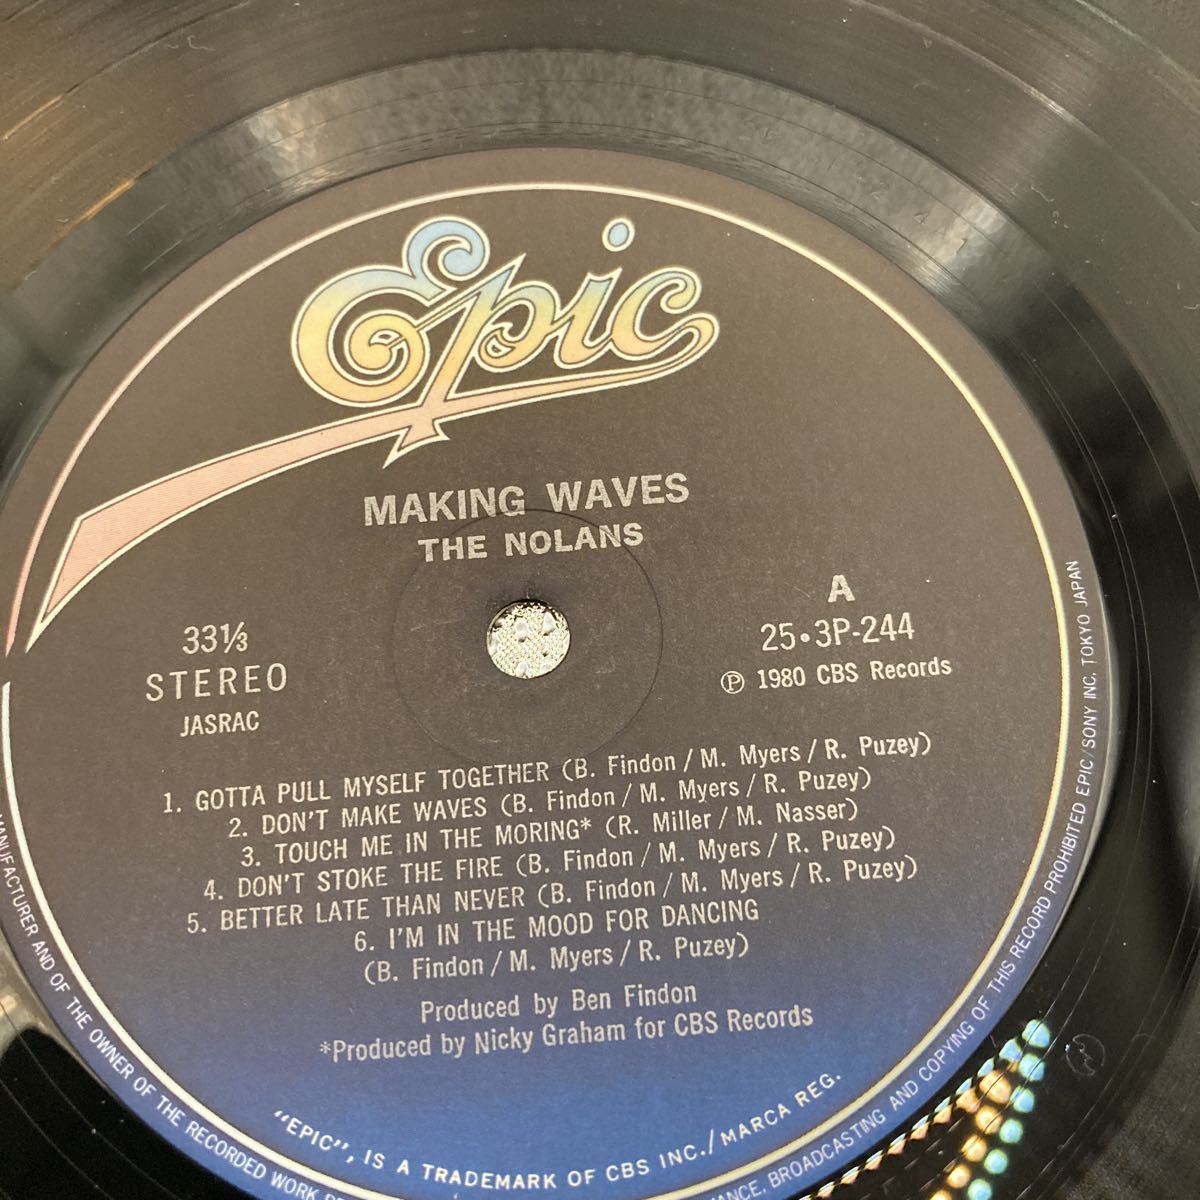 Epic
MAKING WAVES
THE NOLANS
33⅓
STEREO
JASRAC
A
25・3P-244
Ⓟ 1980 CBS Records
1. GOTTA PULL MYSELF TOGETHER (B. Findon / M. Myers / R. Puzey)
2. DON'T MAKE WAVES (B. Findon / M. Myers / R. Puzey)
3. TOUCH ME IN THE MORING* (R. Miller / M. Nasser)
4. DON'T STOKE THE FIRE (B. Findon / M. Myers / R. Puzey)
5. BETTER LATE THAN NEVER (B. Findon / M. Myers / R. Puzey)
6. I'M IN THE MOOD FOR DANCING
(B. Findon / M. Myers / R. Puzey)
Produced by Ben Findon
*Produced by Nicky Graham for CBS Records
"EPIC", IS A TRADEMARK OF CBS INC./MARCA REG.
MANUFACTURER AND OF THE OWNER OF THE RECORDED WORK
BROADCASTING AND COPYING OF THIS RECORD PROHIBITED EPIC/SONY INC. TOKYO JAPAN